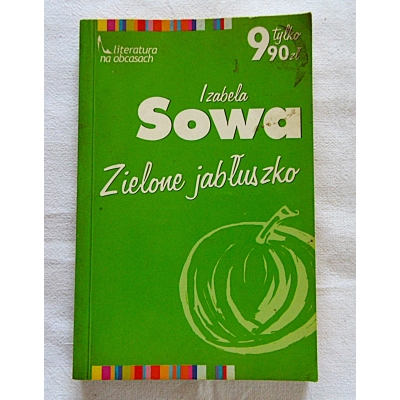 literatura
na obcasach
tylko
9 90 zł
Izabela
Sowa
Zielone jabłuszko